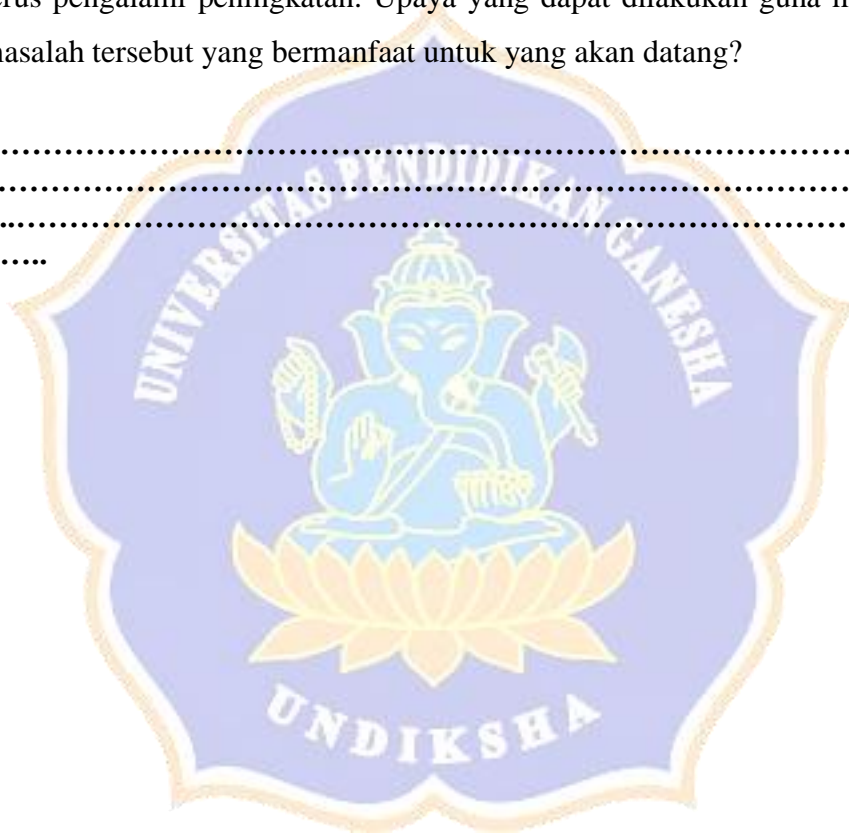 terus pengalami peningkatan. Upaya yang dapat dilakukan guna
masalah tersebut yang bermanfaat untuk yang akan datang?
………………………………………………………………………
………………………………………………………………………
..……………………………………………………………………
…..
UNIVERSITAS PENDIDIKAN GANESHA
UNDIKSHA